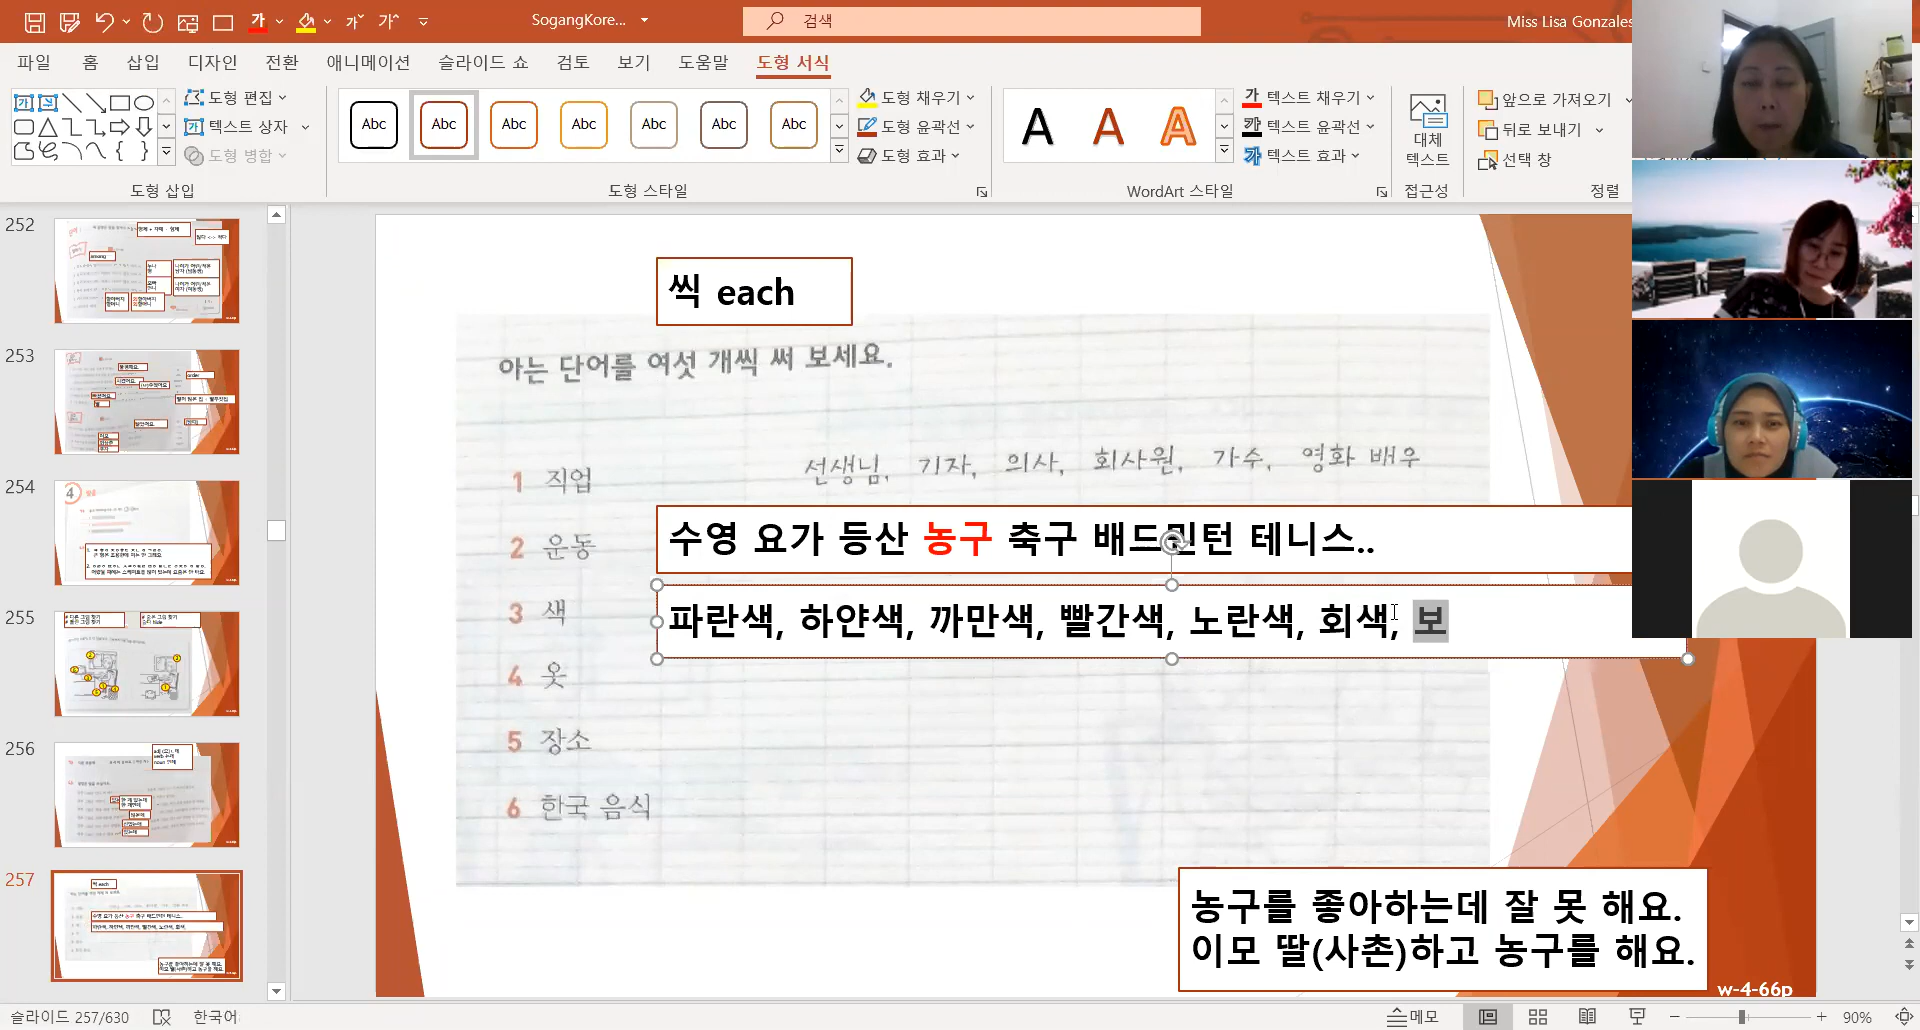 SogangKore...
검색
Miss Lisa Gonzales
파일 홈 삽입 디자인 전환 애니메이션 슬라이드 쇼 검토 보기 도움말 도형 서식
도형 편집
텍스트 상자
도형 병합
도형 삽입
Abc Abc Abc Abc Abc Abc Abc
도형 스타일
도형 채우기
도형 윤곽선
도형 효과
A A A
WordArt 스타일
텍스트 채우기
텍스트 윤곽선
텍스트 효과
대체
텍스트
접근성
앞으로 가져오기
뒤로 보내기
선택 창
정렬
252
253
254
255
256
257
씩 each
아는 단어를 여섯 개씩 써 보세요.
1 직업 선생님, 기자, 의사, 회사원, 가수, 영화 배우
2 운동 수영 요가 등산 농구 축구 배드민턴 테니스..
3 색 파란색, 하얀색, 까만색, 빨간색, 노란색, 회색, 보
4 옷
5 장소
6 한국 음식
농구를 좋아하는데 잘 못 해요.
이모 딸(사촌)하고 농구를 해요.
w-4-66p
슬라이드 257/630
한국어
메모
90%